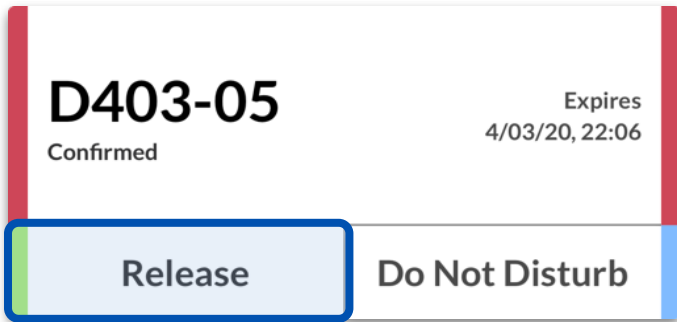 D403-05
Confirmed
Expires
4/03/20, 22:06
Release
Do Not Disturb